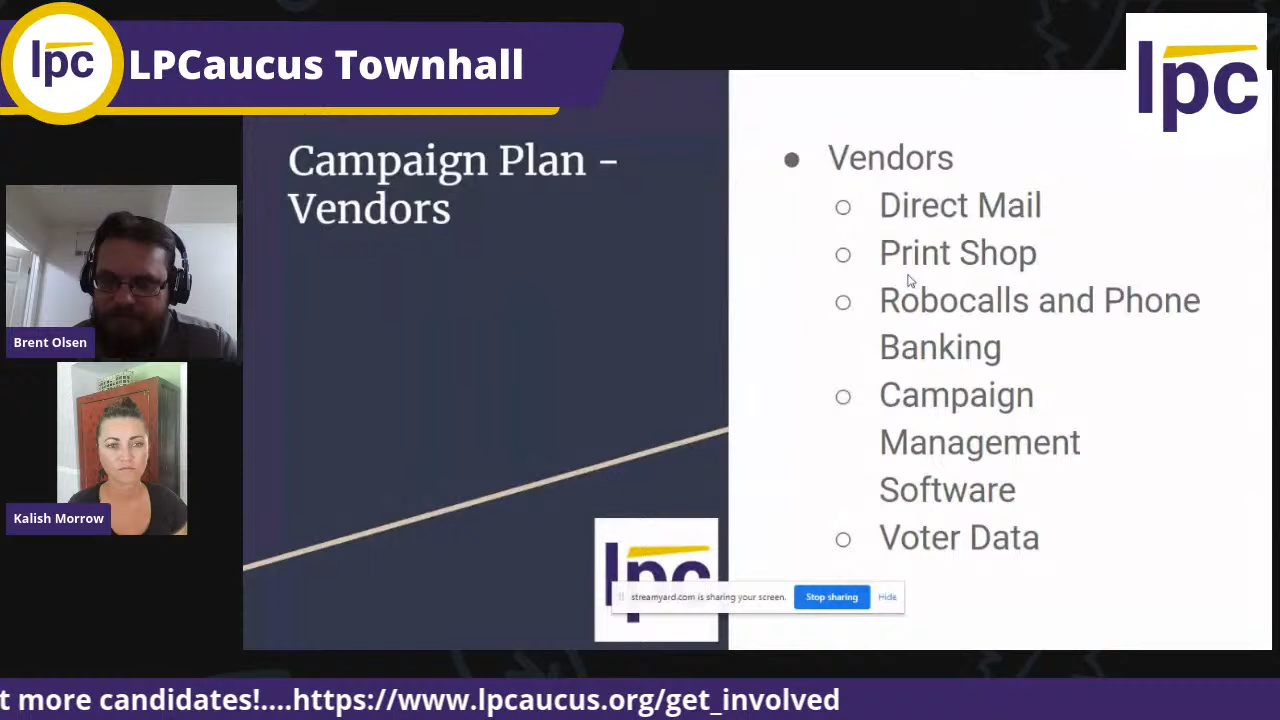 lpc
LPCaucus Townhall
lpc
Campaign Plan -
Vendors
● Vendors
○ Direct Mail
○ Print Shop
○ Robocalls and Phone
Banking
○ Campaign
Management
Software
○ Voter Data
Brent Olsen
Kalish Morrow
lpc
streamyard.com is sharing your screen.
Stop sharing
Hide
t more candidates!....https://www.lpcaucus.org/get_involved